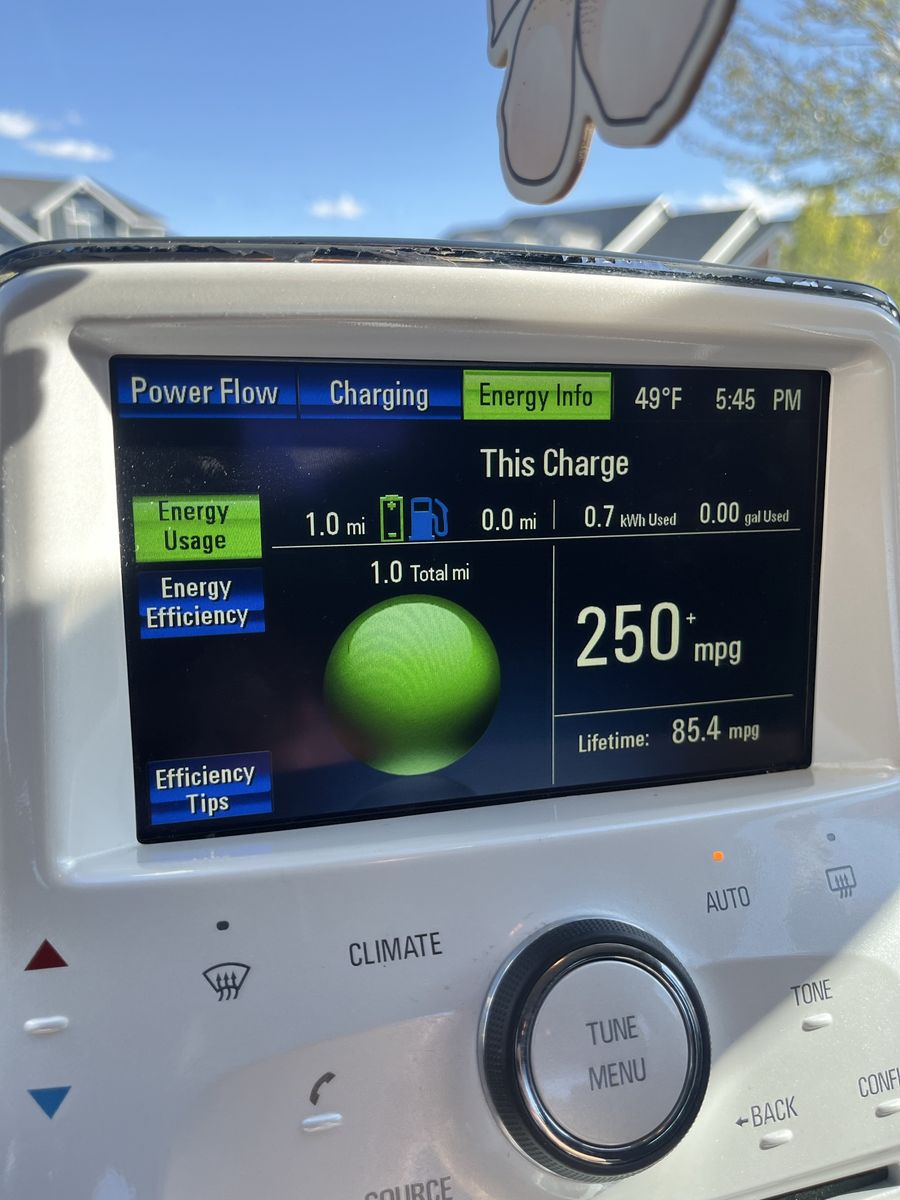 Power Flow Charging Energy Info 49°F 5:45 PM
This Charge
Energy
Usage
1.0 mi 0.0 mi 0.7 kWh Used 0.00 gal Used
1.0 Total mi
Energy
Efficiency
250+ mpg
Lifetime: 85.4 mpg
Efficiency
Tips
AUTO
CLIMATE
TONE
TUNE
MENU
←BACK
CONFI
SOURCE